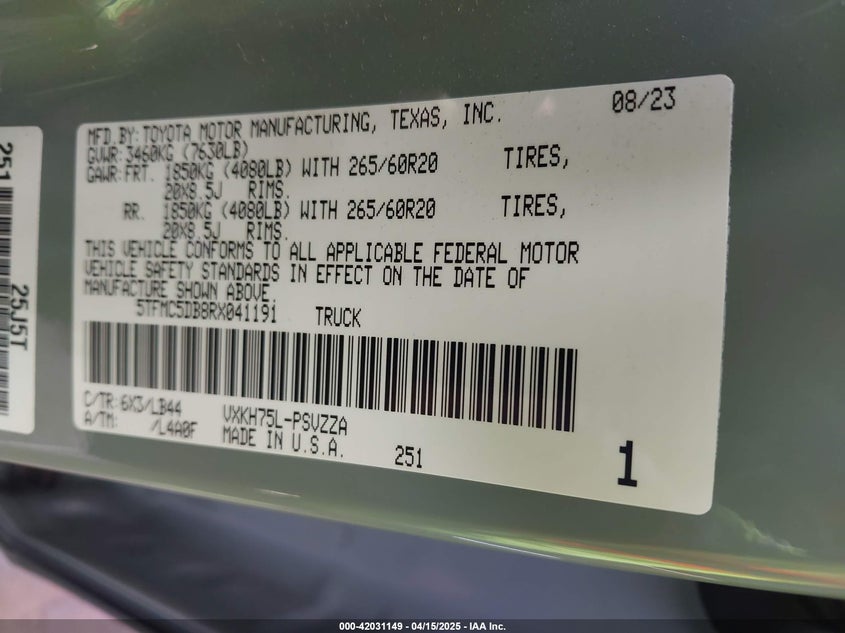 08/23
MFD.BY:TOYOTA MOTOR MANUFACTURING, TEXAS, INC.
GVWR:3460KG (7630LB)
GAWR:FRT. 1850KG (4080LB) WITH 265/60R20 TIRES,
20X8.5J RIMS.
RR. 1850KG (4080LB) WITH 265/60R20 TIRES,
20X8.5J RIMS.
THIS VEHICLE CONFORMS TO ALL APPLICABLE FEDERAL MOTOR
VEHICLE SAFETY STANDARDS IN EFFECT ON THE DATE OF
MANUFACTURE SHOWN ABOVE.
5TFMC5DB8RX041191 TRUCK
C/TR:6X3/LB44 VXKH75L-PSVZZA
A/TM: /L4A0F MADE IN U.S.A. 251
1
251
25J5T
000-42031149 - 04/15/2025 - IAA Inc.